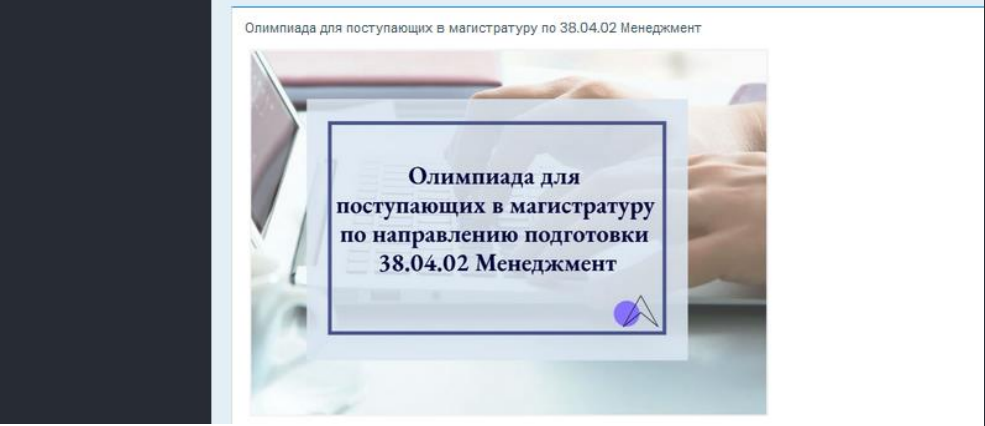 Олимпиада для поступающих в магистратуру по 38.04.02 Менеджмент
Олимпиада для
поступающих в магистратуру
по направлению подготовки
38.04.02 Менеджмент